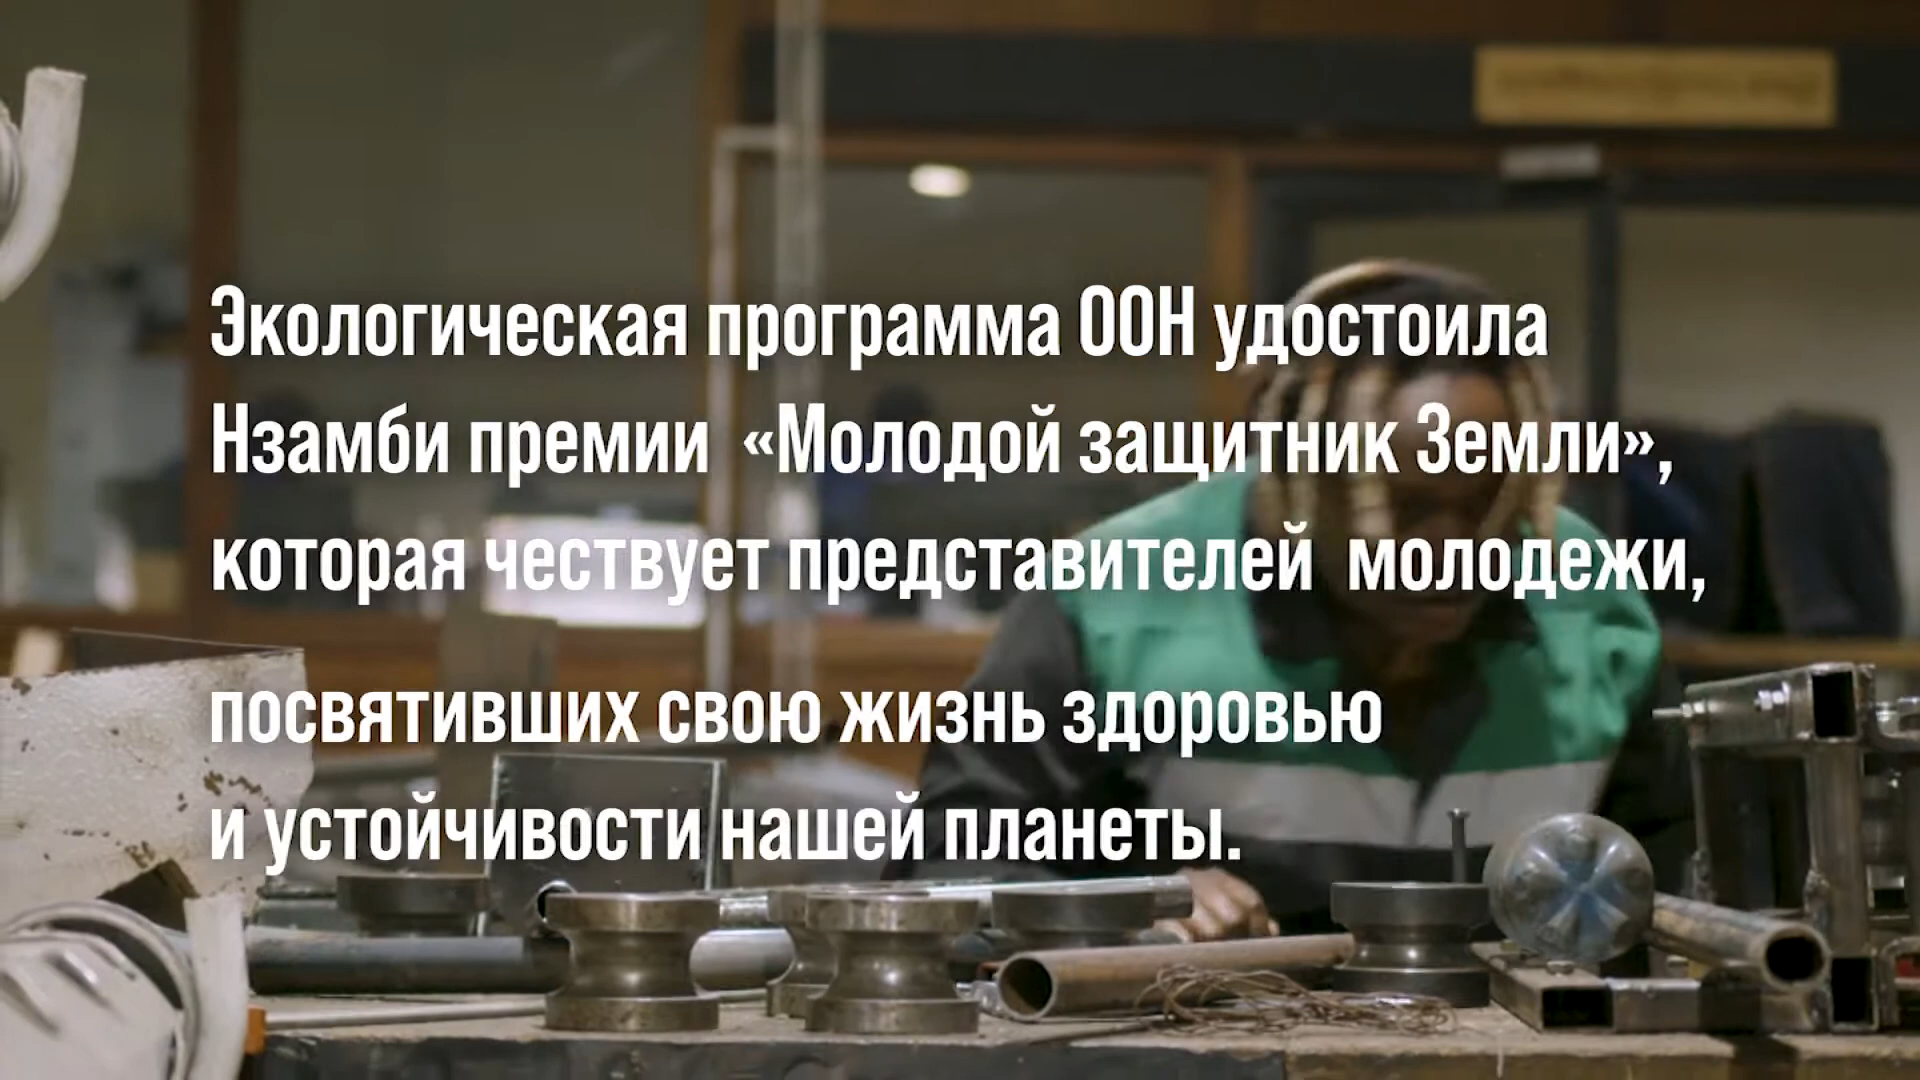 Экологическая программа ООН удостоила
Нзамби премии «Молодой защитник Земли»,
которая чествует представителей молодежи,
посвятивших свою жизнь здоровью
и устойчивости нашей планеты.